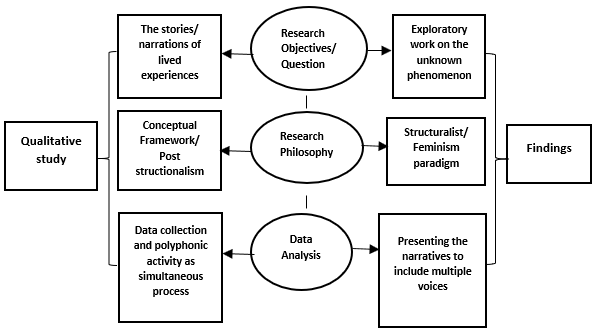 The stories/
narrations of
lived
experiences
Research
Objectives/
Question
Exploratory
work on the
unknown
phenomenon
Qualitative
study
Conceptual
Framework/
Post
structionalism
Research
Philosophy
Structuralist/
Feminism
paradigm
Findings
Data collection
and polyphonic
activity as
simultaneous
process
Data
Analysis
Presenting the
narratives to
include multiple
voices